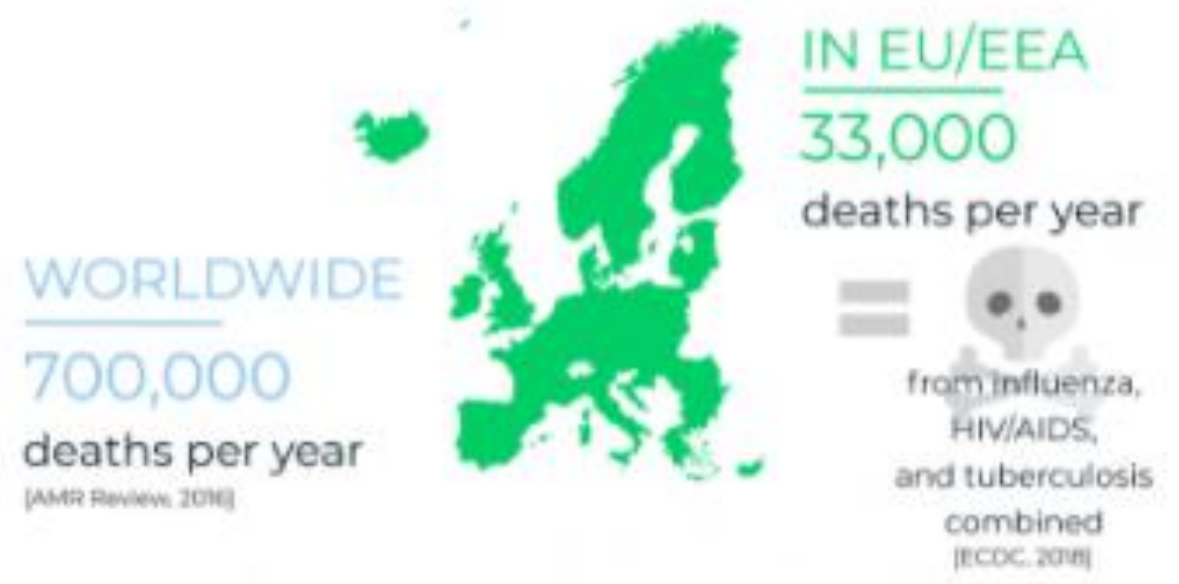 IN EU/EEA
33,000
deaths per year
=
from influenza,
HIV/AIDS,
and tuberculosis
combined
[ECDC, 2018]
WORLDWIDE
700,000
deaths per year
[AMR Review, 2016]